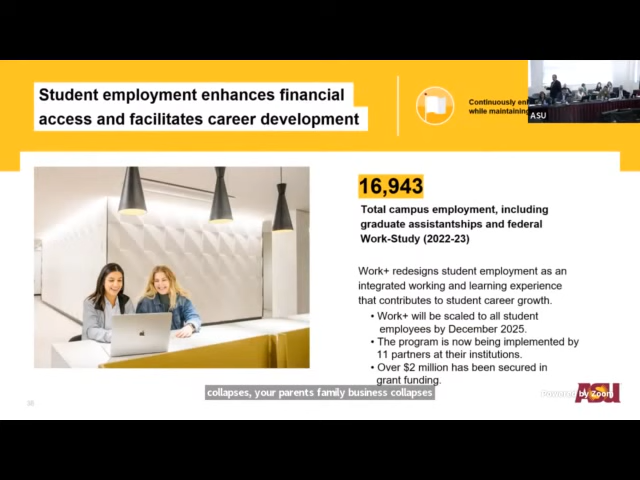 Student employment enhances financial
access and facilitates career development
Continuously en
while maintaining
ASU
16,943
Total campus employment, including
graduate assistantships and federal
Work-Study (2022-23)
Work+ redesigns student employment as an
integrated working and learning experience
that contributes to student career growth.
• Work+ will be scaled to all student
employees by December 2025.
• The program is now being implemented by
11 partners at their institutions.
• Over $2 million has been secured in
grant funding.
collapses, your parents family business collapses
Powered by Zoom
ASU